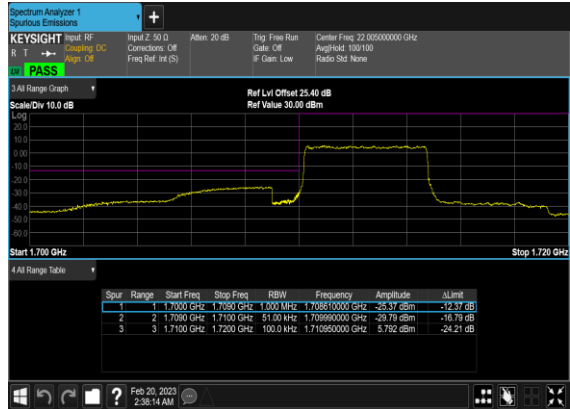 Spectrum Analyzer 1
Spurious Emissions
KEYSIGHT Input: RF
R T Coupling: DC
Align: Off
Input Z: 50 Ω
Corrections: Off
Freq Ref: Int (S)
Atten: 20 dB
Trig: Free Run
Gate: Off
IF Gain: Low
Center Freq: 22.005000000 GHz
Avg|Hold: 100/100
Radio Std: None
PASS
3 All Range Graph
Ref Lvl Offset 25.40 dB
Scale/Div 10.0 dB
Ref Value 30.00 dBm
Log
20.0
10.0
0.00
-10.0
-20.0
-30.0
-40.0
-50.0
-60.0
Start 1.700 GHz
Stop 1.720 GHz
4 All Range Table
Spur Range Start Freq Stop Freq RBW Frequency Amplitude ΔLimit
1 1 1.7000 GHz 1.7090 GHz 1.000 MHz 1.708610000 GHz -25.37 dBm -12.37 dB
2 2 1.7090 GHz 1.7100 GHz 51.00 kHz 1.709990000 GHz -29.79 dBm -16.79 dB
3 3 1.7100 GHz 1.7200 GHz 100.0 kHz 1.710950000 GHz 5.792 dBm -24.21 dB
?
Feb 20, 2023
2:38:14 AM